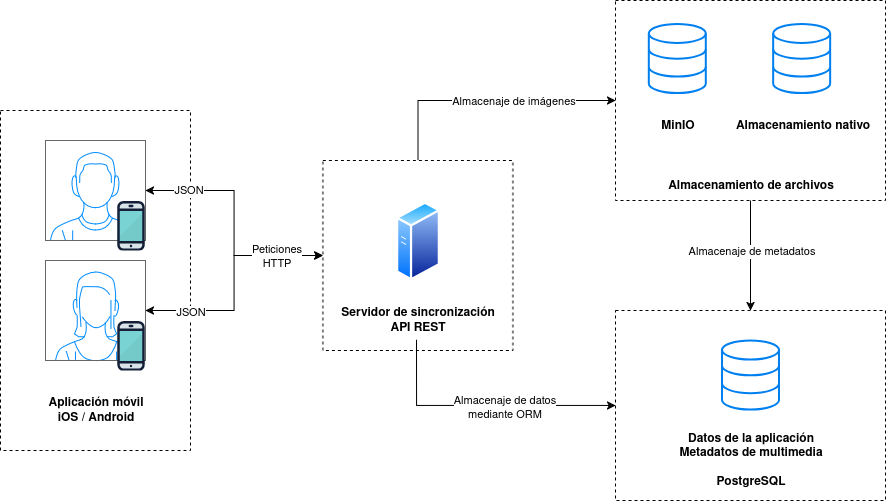 JSON
JSON
Aplicación móvil
iOS / Android
Peticiones
HTTP
Servidor de sincronización
API REST
Almacenaje de imágenes
Almacenaje de datos
mediante ORM
MinIO
Almacenamiento nativo
Almacenamiento de archivos
Almacenaje de metadatos
Datos de la aplicación
Metadatos de multimedia
PostgreSQL